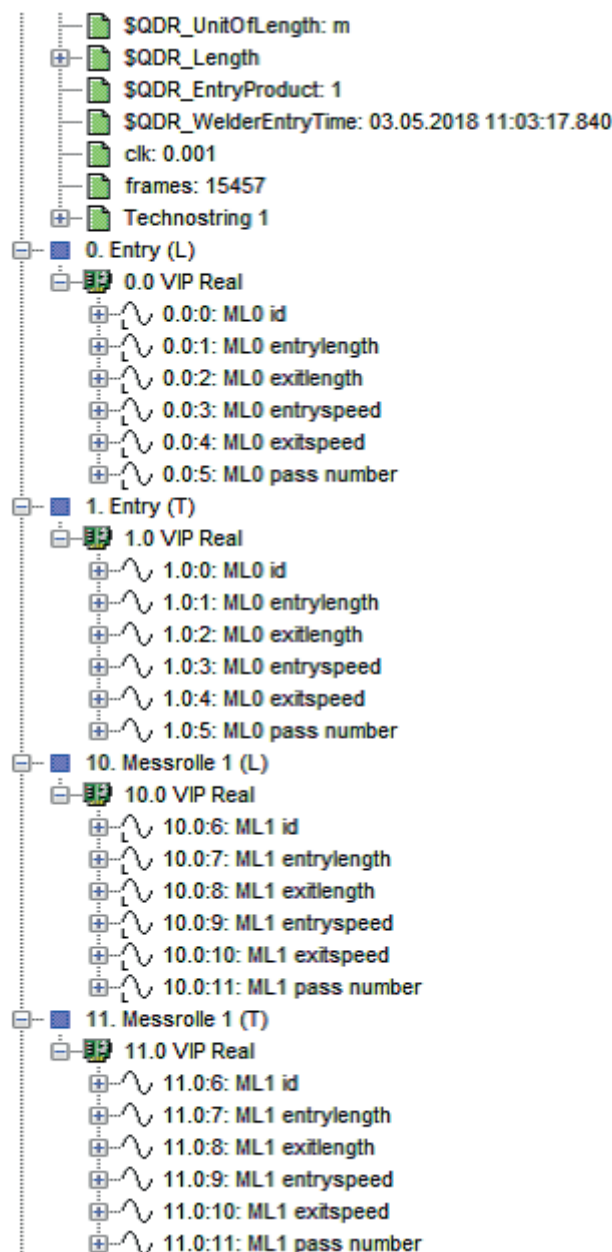 $QDR_UnitOfLength: m
$QDR_Length
$QDR_EntryProduct: 1
$QDR_WelderEntryTime: 03.05.2018 11:03:17.840
clk: 0.001
frames: 15457
Technostring 1
0. Entry (L)
0.0 VIP Real
0.0:0: ML0 id
0.0:1: ML0 entrylength
0.0:2: ML0 exitlength
0.0:3: ML0 entryspeed
0.0:4: ML0 exitspeed
0.0:5: ML0 pass number
1. Entry (T)
1.0 VIP Real
1.0:0: ML0 id
1.0:1: ML0 entrylength
1.0:2: ML0 exitlength
1.0:3: ML0 entryspeed
1.0:4: ML0 exitspeed
1.0:5: ML0 pass number
10. Messrolle 1 (L)
10.0 VIP Real
10.0:6: ML1 id
10.0:7: ML1 entrylength
10.0:8: ML1 exitlength
10.0:9: ML1 entryspeed
10.0:10: ML1 exitspeed
10.0:11: ML1 pass number
11. Messrolle 1 (T)
11.0 VIP Real
11.0:6: ML1 id
11.0:7: ML1 entrylength
11.0:8: ML1 exitlength
11.0:9: ML1 entryspeed
11.0:10: ML1 exitspeed
11.0:11: ML1 pass number